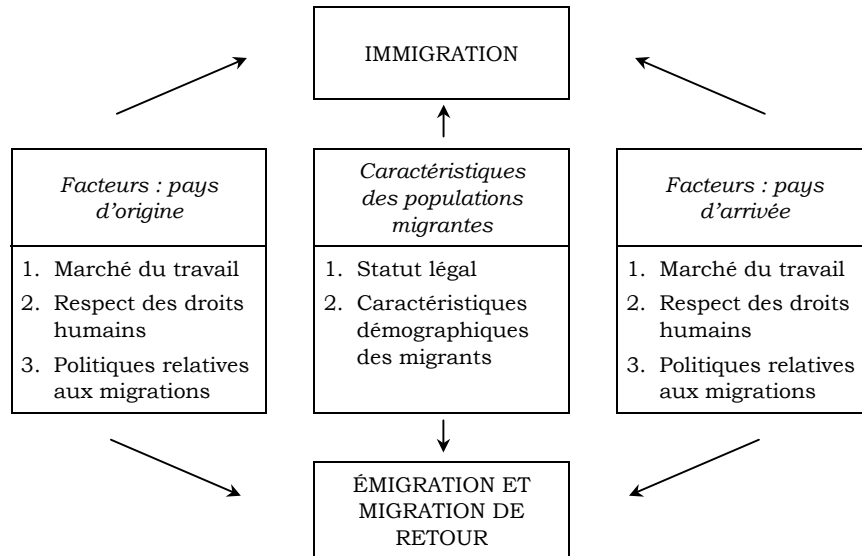 IMMIGRATION
Facteurs : pays
d’origine
1. Marché du travail
2. Respect des droits
humains
3. Politiques relatives
aux migrations
Caractéristiques
des populations
migrantes
1. Statut légal
2. Caractéristiques
démographiques
des migrants
Facteurs : pays
d’arrivée
1. Marché du travail
2. Respect des droits
humains
3. Politiques relatives
aux migrations
ÉMIGRATION ET
MIGRATION DE
RETOUR